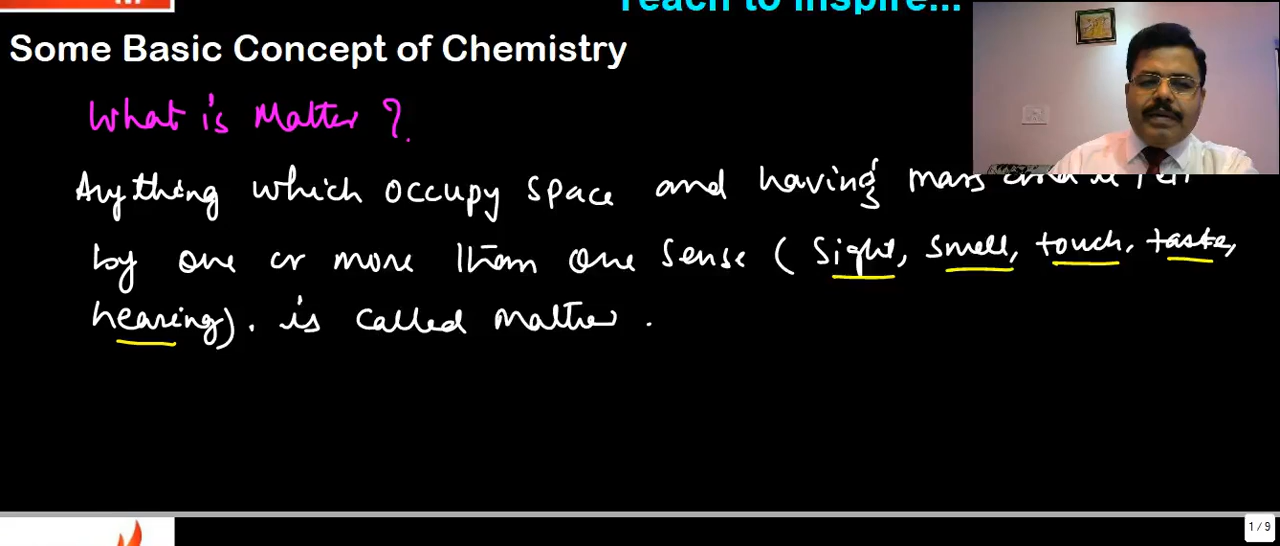 Teach to Inspire...
Some Basic Concept of Chemistry
What is Matter ?
Anything which occupy space and having mass
by one or more than one sense ( Sight, smell, touch, taste,
hearing). is called matter.
1 / 9